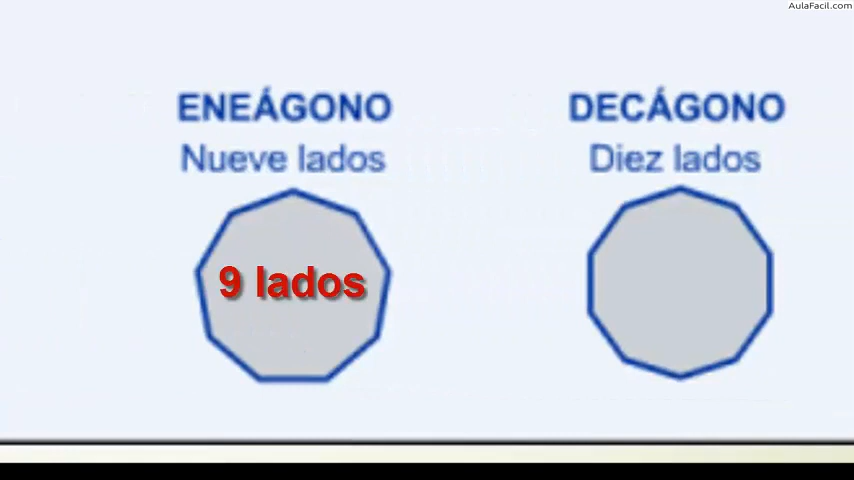 AulaFacil.com
ENEÁGONO
Nueve lados
9 lados
DECÁGONO
Diez lados